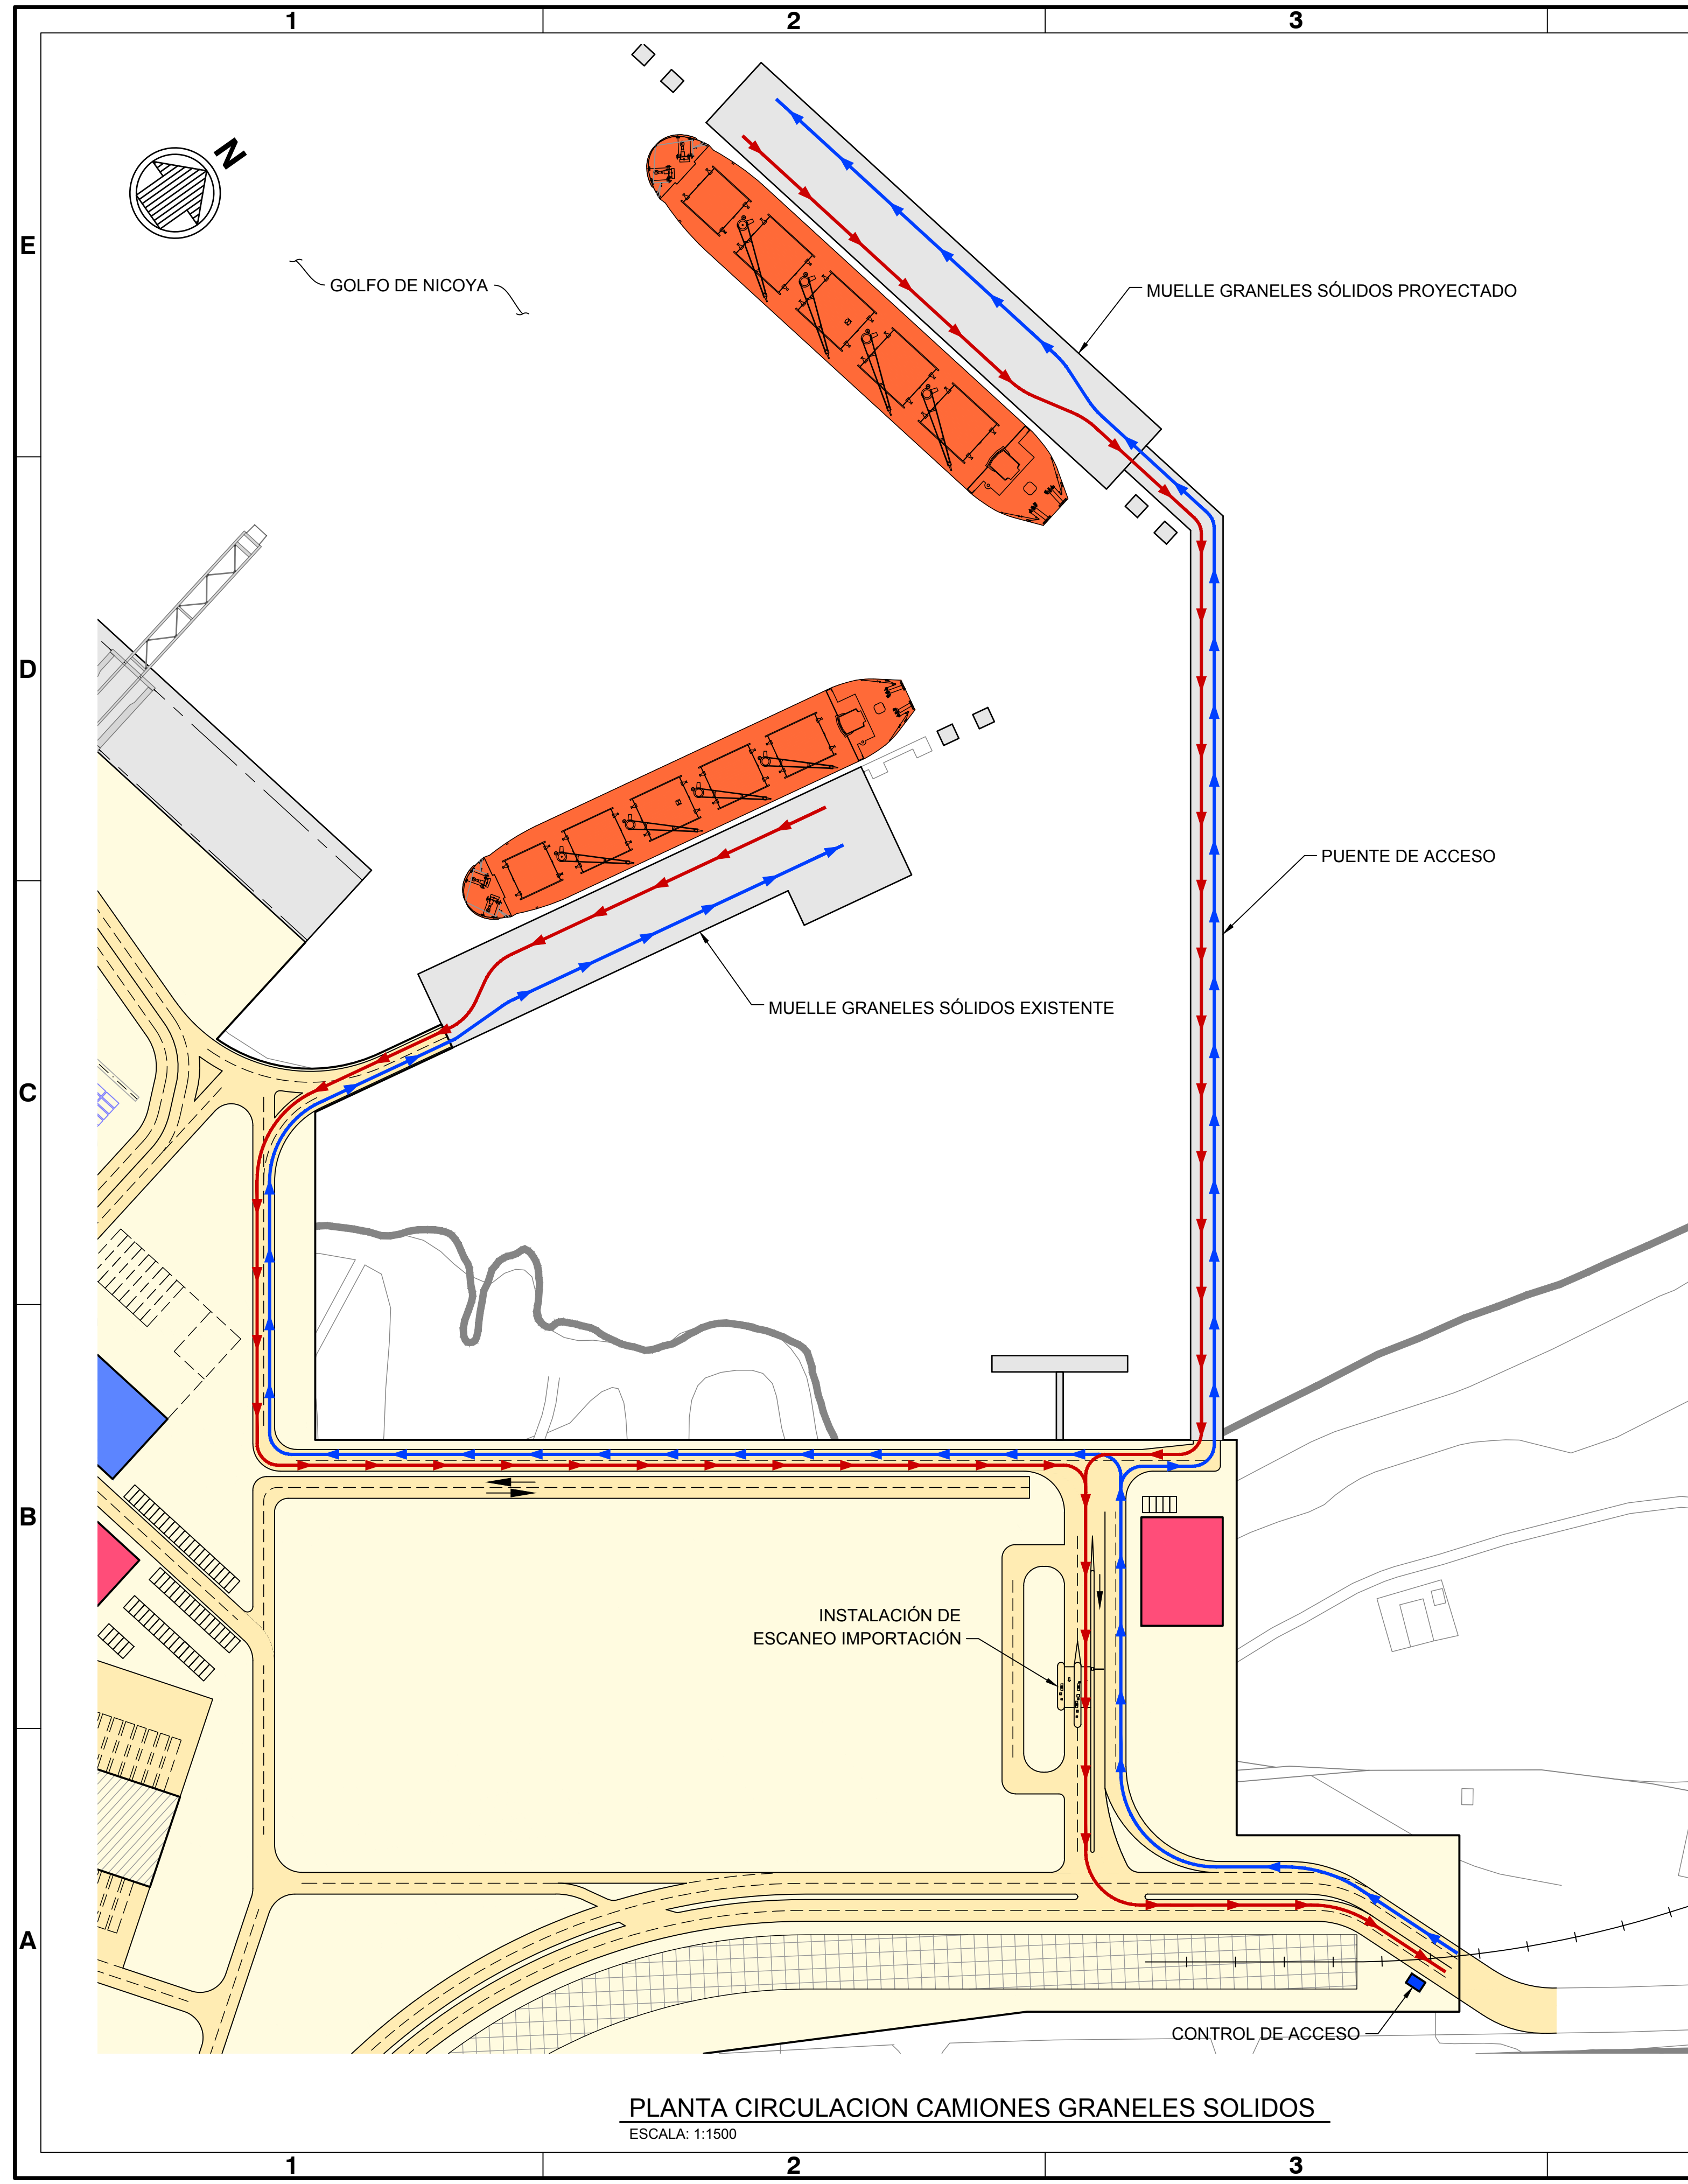 1
2
3
N
E
GOLFO DE NICOYA
MUELLE GRANELES SÓLIDOS PROYECTADO
D
PUENTE DE ACCESO
MUELLE GRANELES SÓLIDOS EXISTENTE
C
B
INSTALACIÓN DE
ESCANEO IMPORTACIÓN
A
CONTROL DE ACCESO
PLANTA CIRCULACION CAMIONES GRANELES SOLIDOS
ESCALA: 1:1500
1
2
3